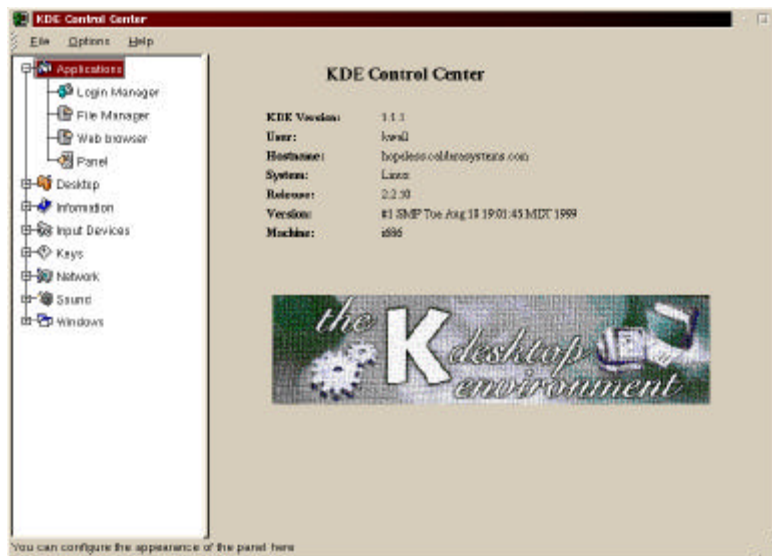 KDE Control Center
File Options Help
Applications
Login Manager
File Manager
Web browser
Panel
Desktop
Information
Input Devices
Keys
Network
Sound
Windows
KDE Control Center
KDE Version: 1.1.1
User: kwall
Hostname: hopeless.calderasystems.com
System: Linux
Release: 2.2.10
Version: #1 SMP Tue Aug 10 19:01:45 MDT 1999
Machine: i686
the K desktop environment
You can configure the appearance of the panel here